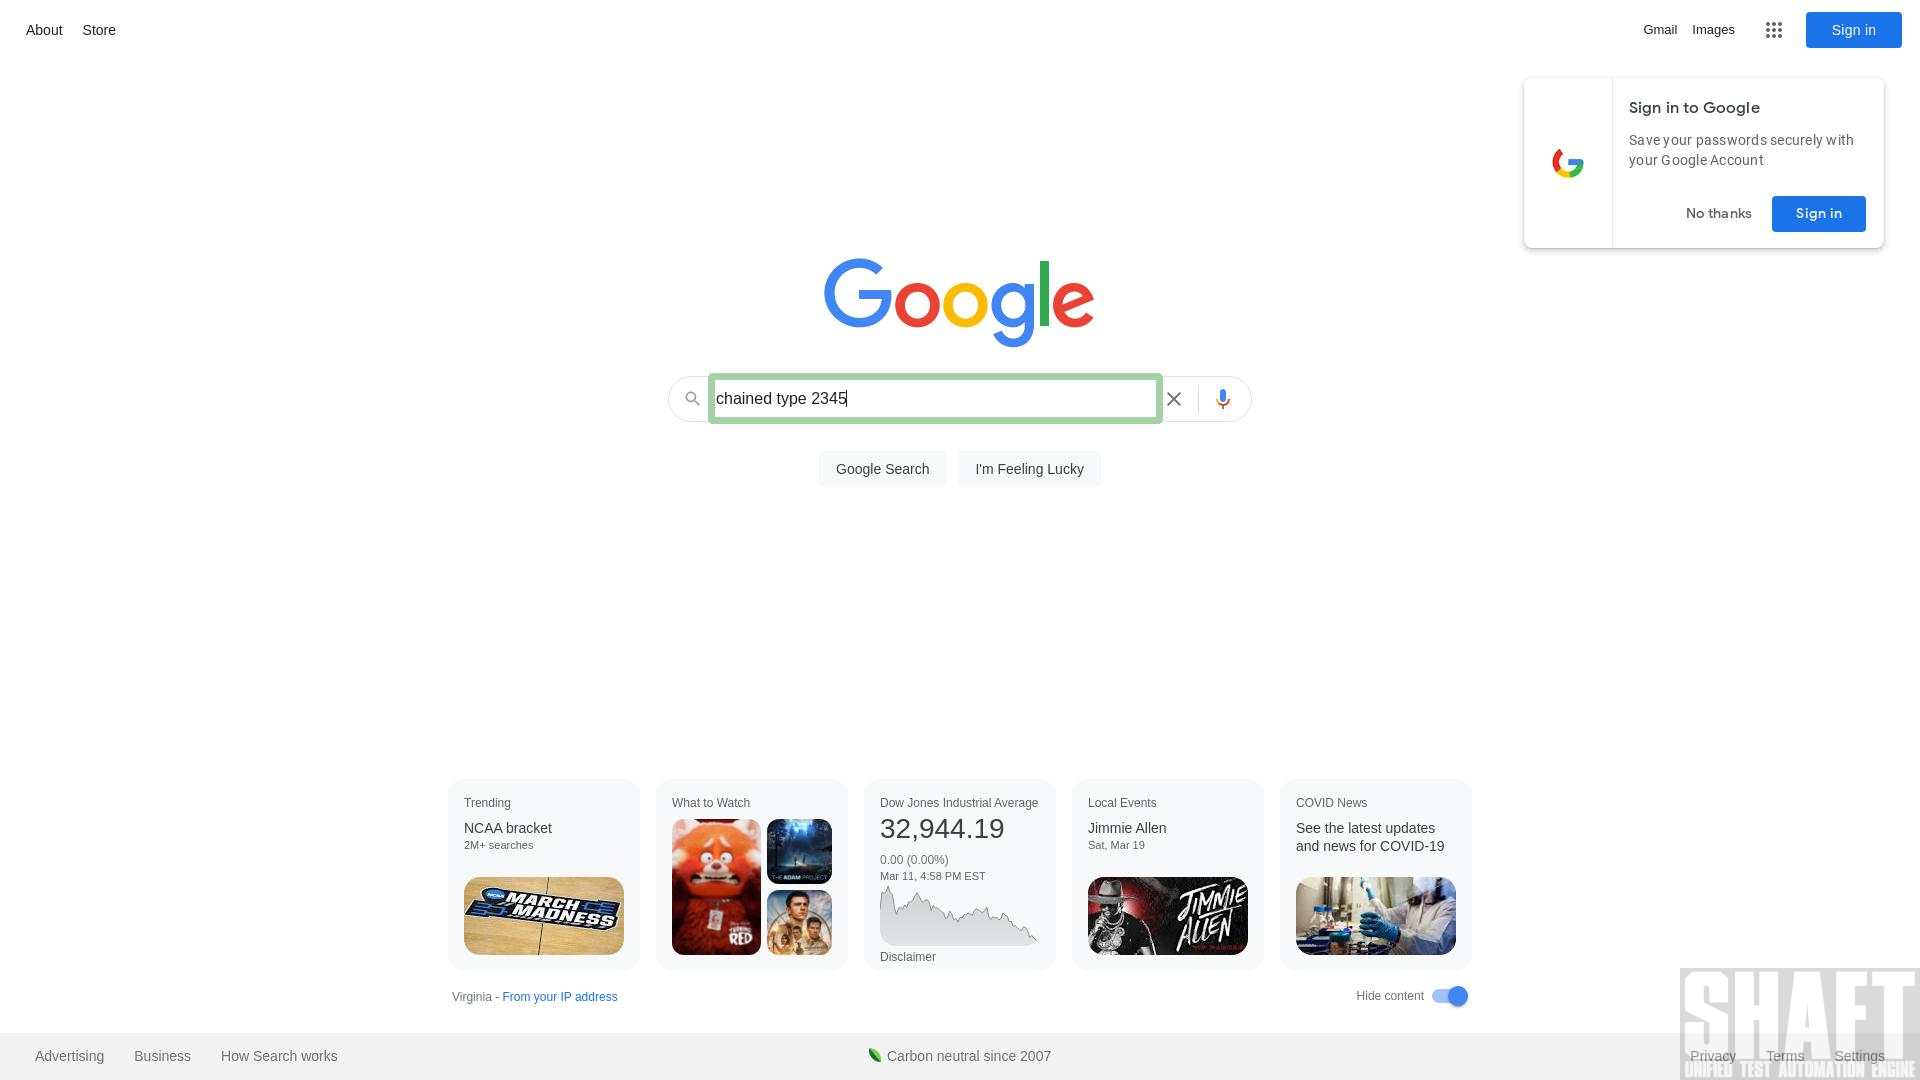 About Store
Gmail Images
Sign in
Sign in to Google
Save your passwords securely with
your Google Account
No thanks
Sign in
Google
chained type 2345
Google Search
I'm Feeling Lucky
Trending
NCAA bracket
2M+ searches
NCAA
MARCH
MADNESS
What to Watch
THE ADAM PROJECT
TURNING
RED
Dow Jones Industrial Average
32,944.19
0.00 (0.00%)
Mar 11, 4:58 PM EST
Disclaimer
Local Events
Jimmie Allen
Sat, Mar 19
JIMMIE
ALLEN
COVID News
See the latest updates
and news for COVID-19
Virginia - From your IP address
Hide content
Advertising Business How Search works
Carbon neutral since 2007
Privacy Terms Settings
SHAFT
UNIFIED TEST AUTOMATION ENGINE